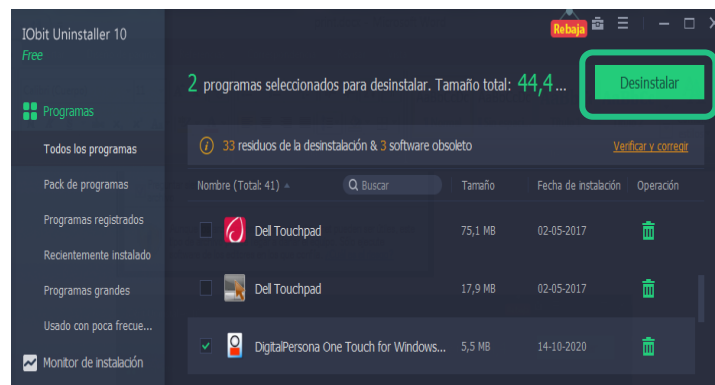 IObit Uninstaller 10
Free
Rebaja
2 programas seleccionados para desinstalar. Tamaño total: 44,4...
Desinstalar
Programas
Todos los programas
Pack de programas
Programas registrados
Recientemente instalado
Programas grandes
Usado con poca frecue...
Monitor de instalación
33 residuos de la desinstalación & 3 software obsoleto
Verificar y corregir
Nombre (Total: 41) Buscar Tamaño Fecha de instalación Operación
Dell Touchpad 75,1 MB 02-05-2017
Dell Touchpad 17,9 MB 02-05-2017
DigitalPersona One Touch for Windows... 5,5 MB 14-10-2020